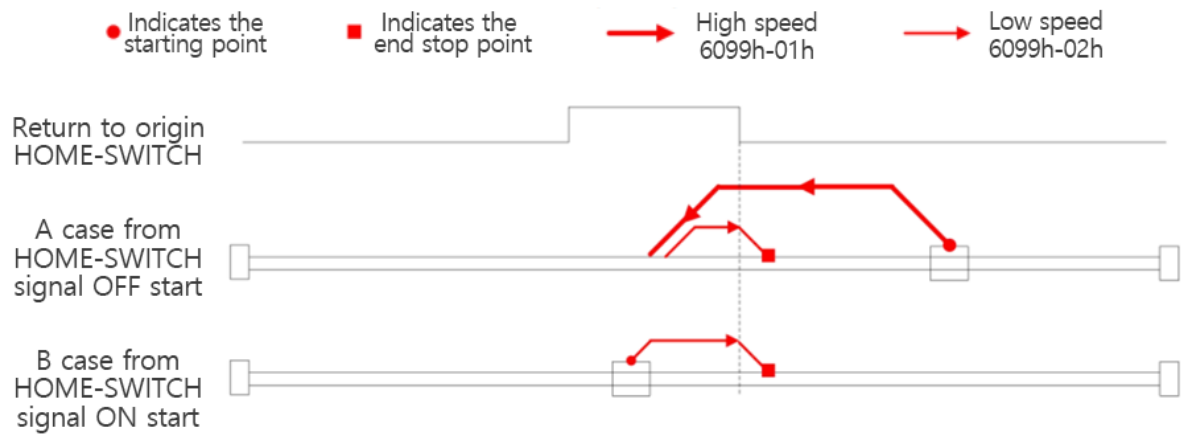 Indicates the
starting point
Indicates the
end stop point
High speed
6099h-01h
Low speed
6099h-02h
Return to origin
HOME-SWITCH
A case from
HOME-SWITCH
signal OFF start
B case from
HOME-SWITCH
signal ON start